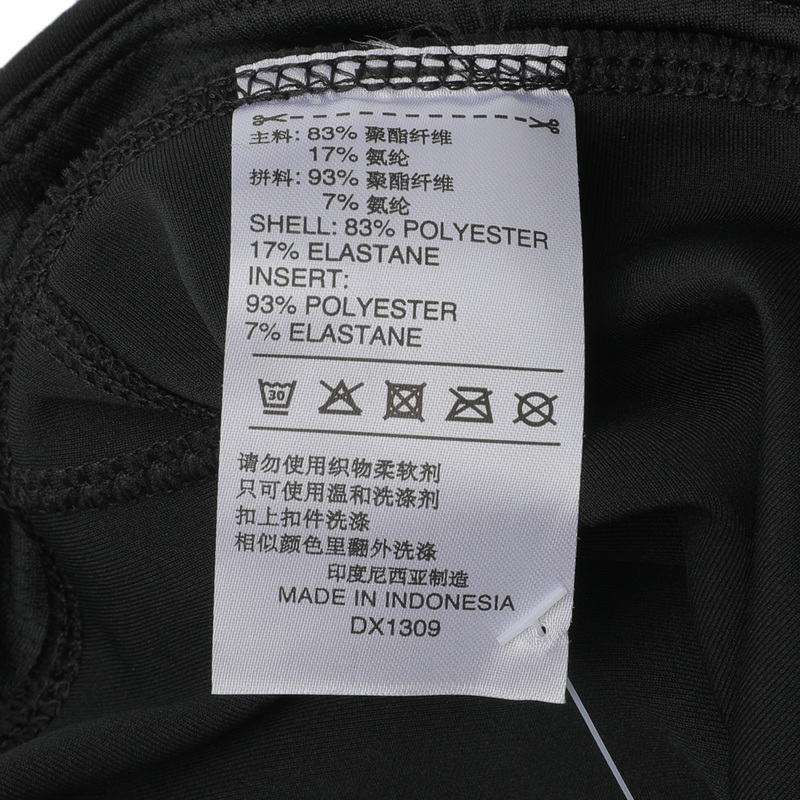 主料: 83% 聚酯纤维
17% 氨纶
拼料: 93% 聚酯纤维
7% 氨纶
SHELL: 83% POLYESTER
17% ELASTANE
INSERT:
93% POLYESTER
7% ELASTANE
30
请勿使用织物柔软剂
只可使用温和洗涤剂
扣上扣件洗涤
相似颜色里翻外洗涤
印度尼西亚制造
MADE IN INDONESIA
DX1309